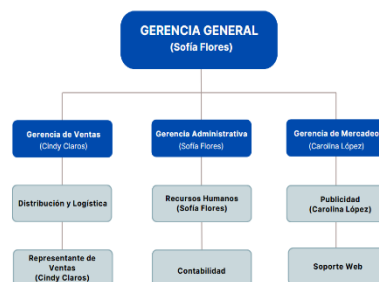 GERENCIA GENERAL
(Sofía Flores)
Gerencia de Ventas
(Cindy Claros)
Gerencia Administrativa
(Sofía Flores)
Gerencia de Mercadeo
(Carolina López)
Distribución y Logística
Recursos Humanos
(Sofía Flores)
Publicidad
(Carolina López)
Representante de
Ventas
(Cindy Claros)
Contabilidad
Soporte Web